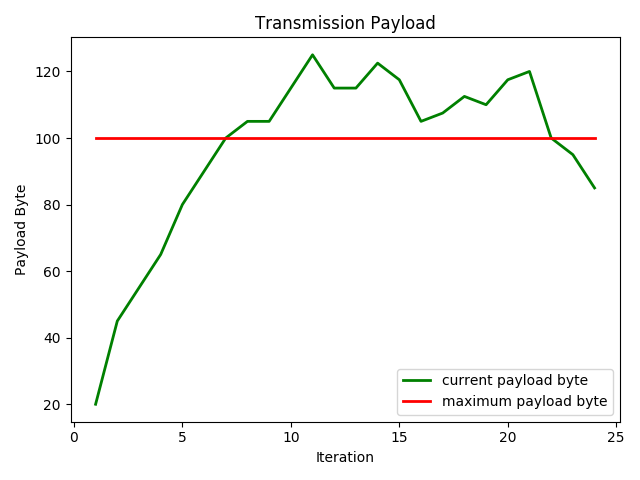 Transmission Payload
120
100
80
60
40
20
Payload Byte
current payload byte
maximum payload byte
0
5
10
15
20
25
Iteration